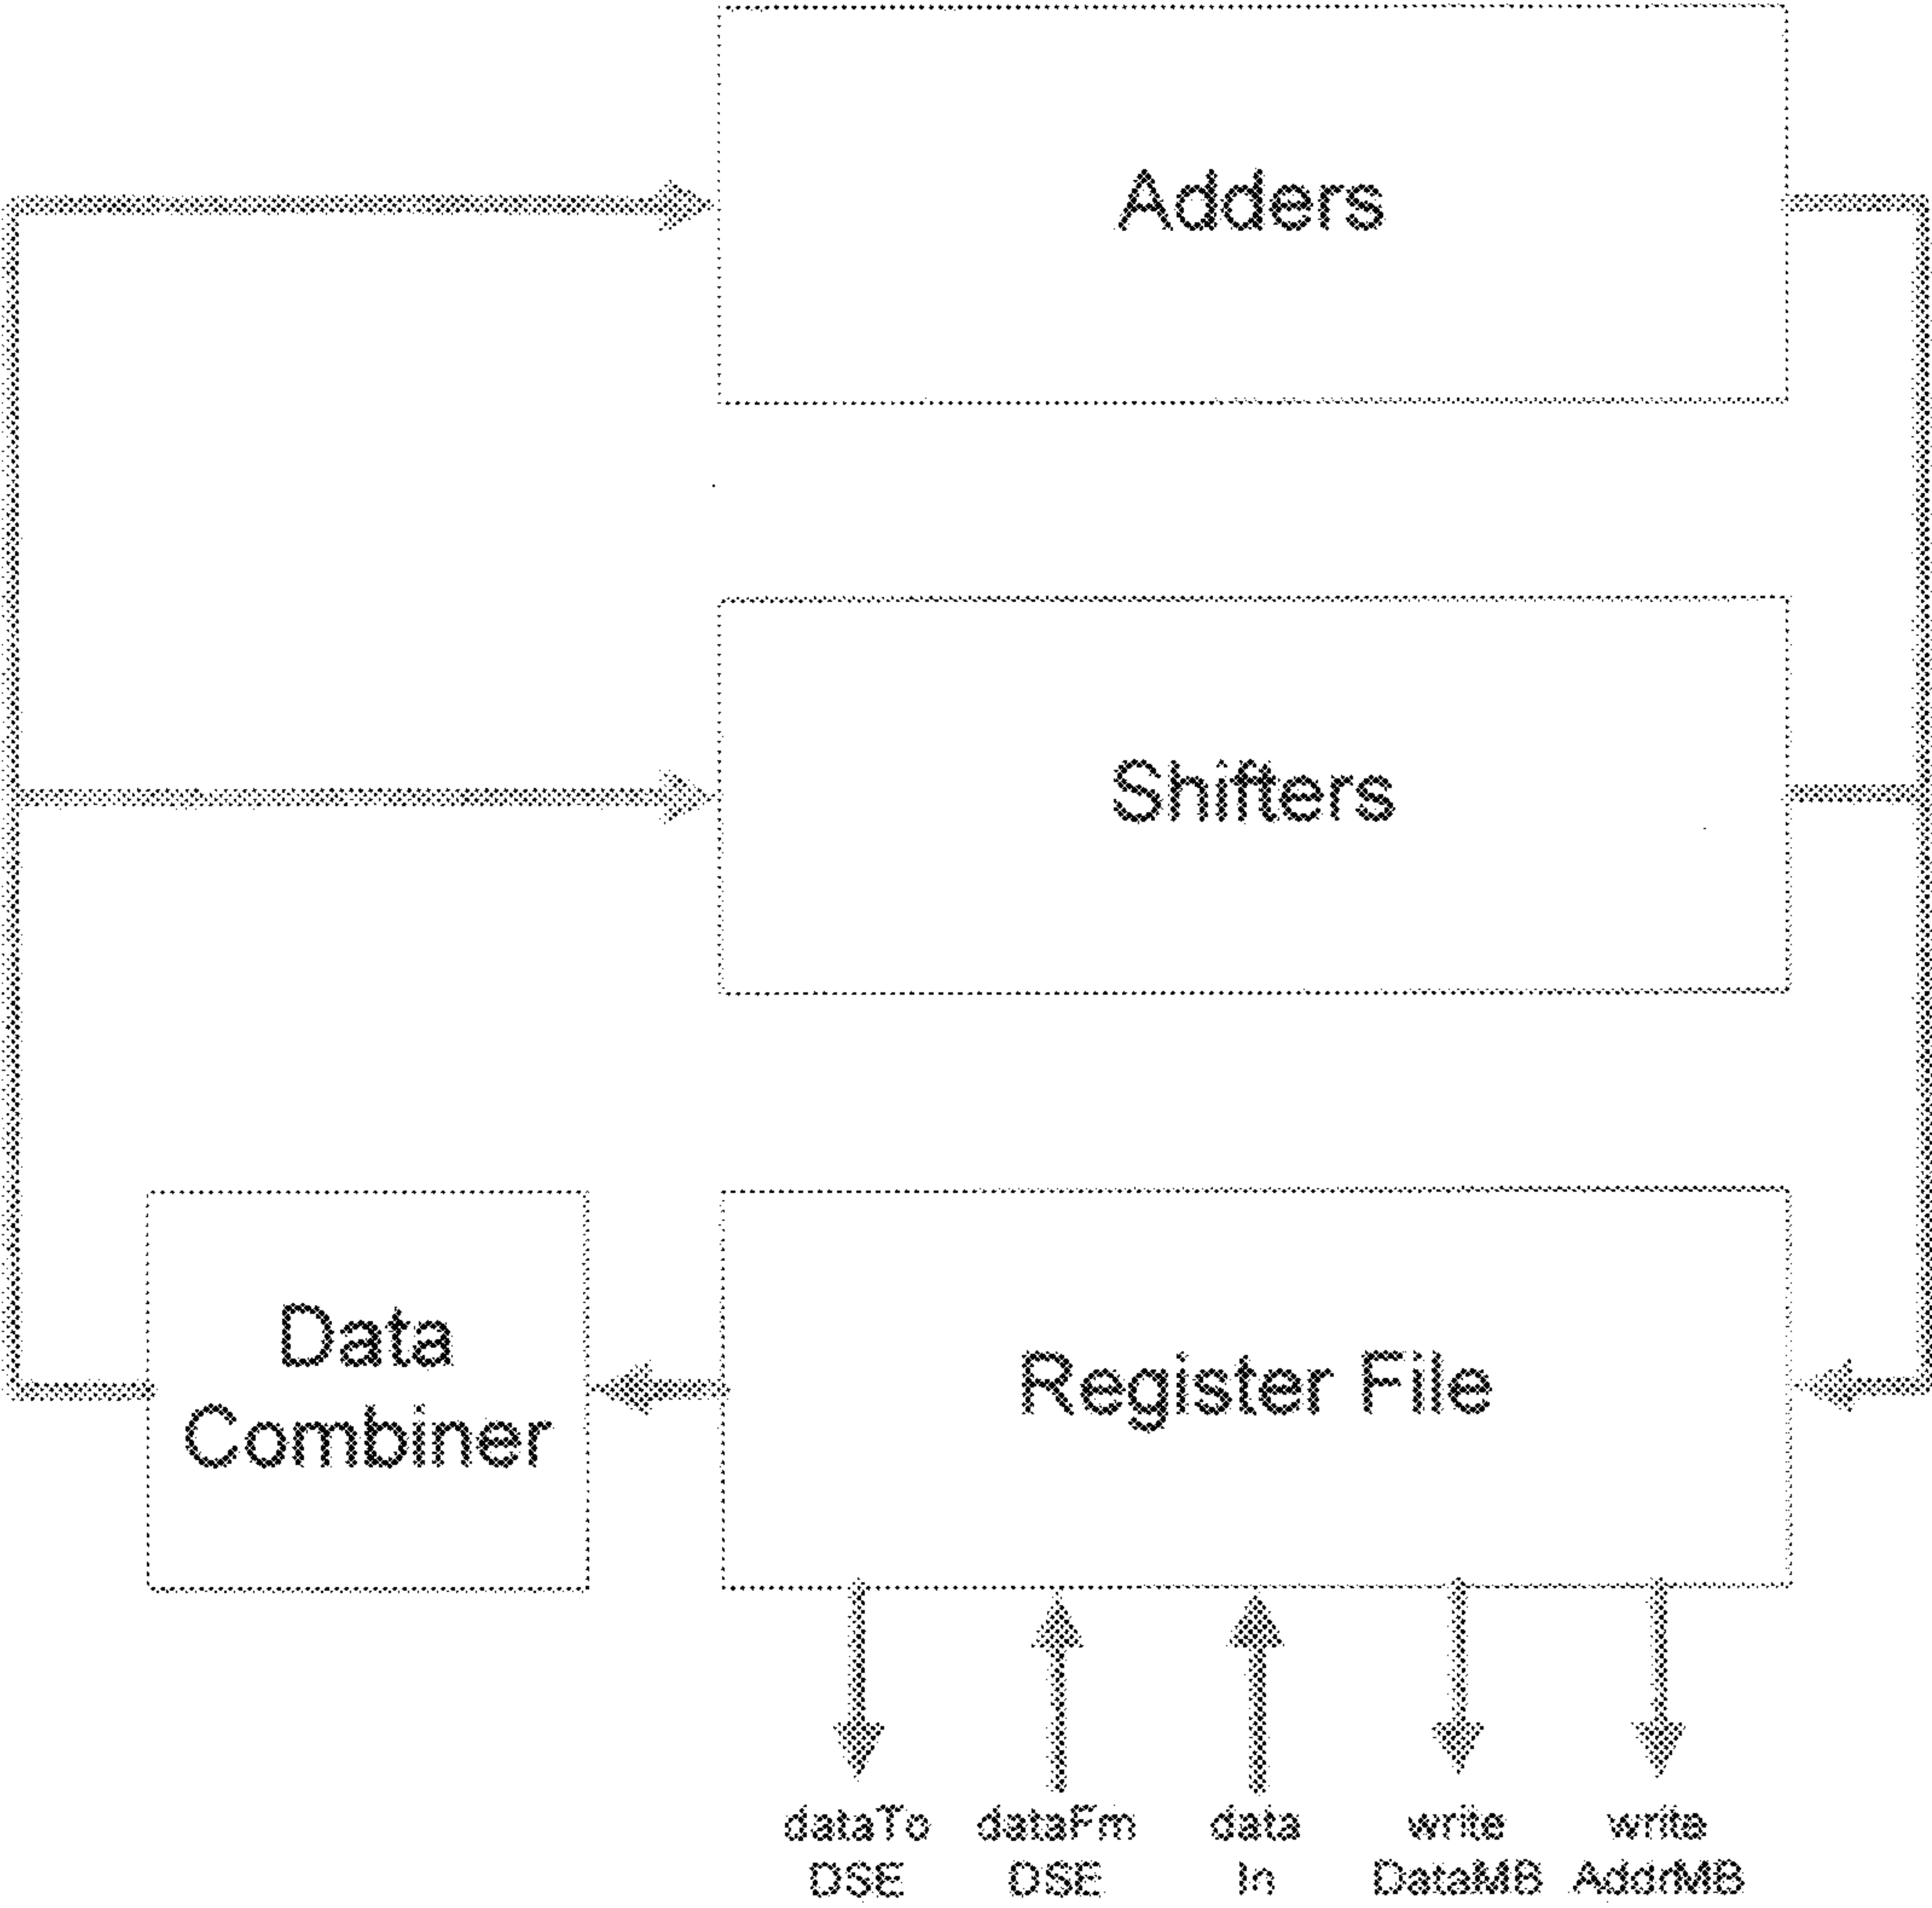 Adders
Shifters
Data
Combiner
Register File
dataTo
DSE
dataFm
DSE
data
In
write
DataMB
write
AddrMB